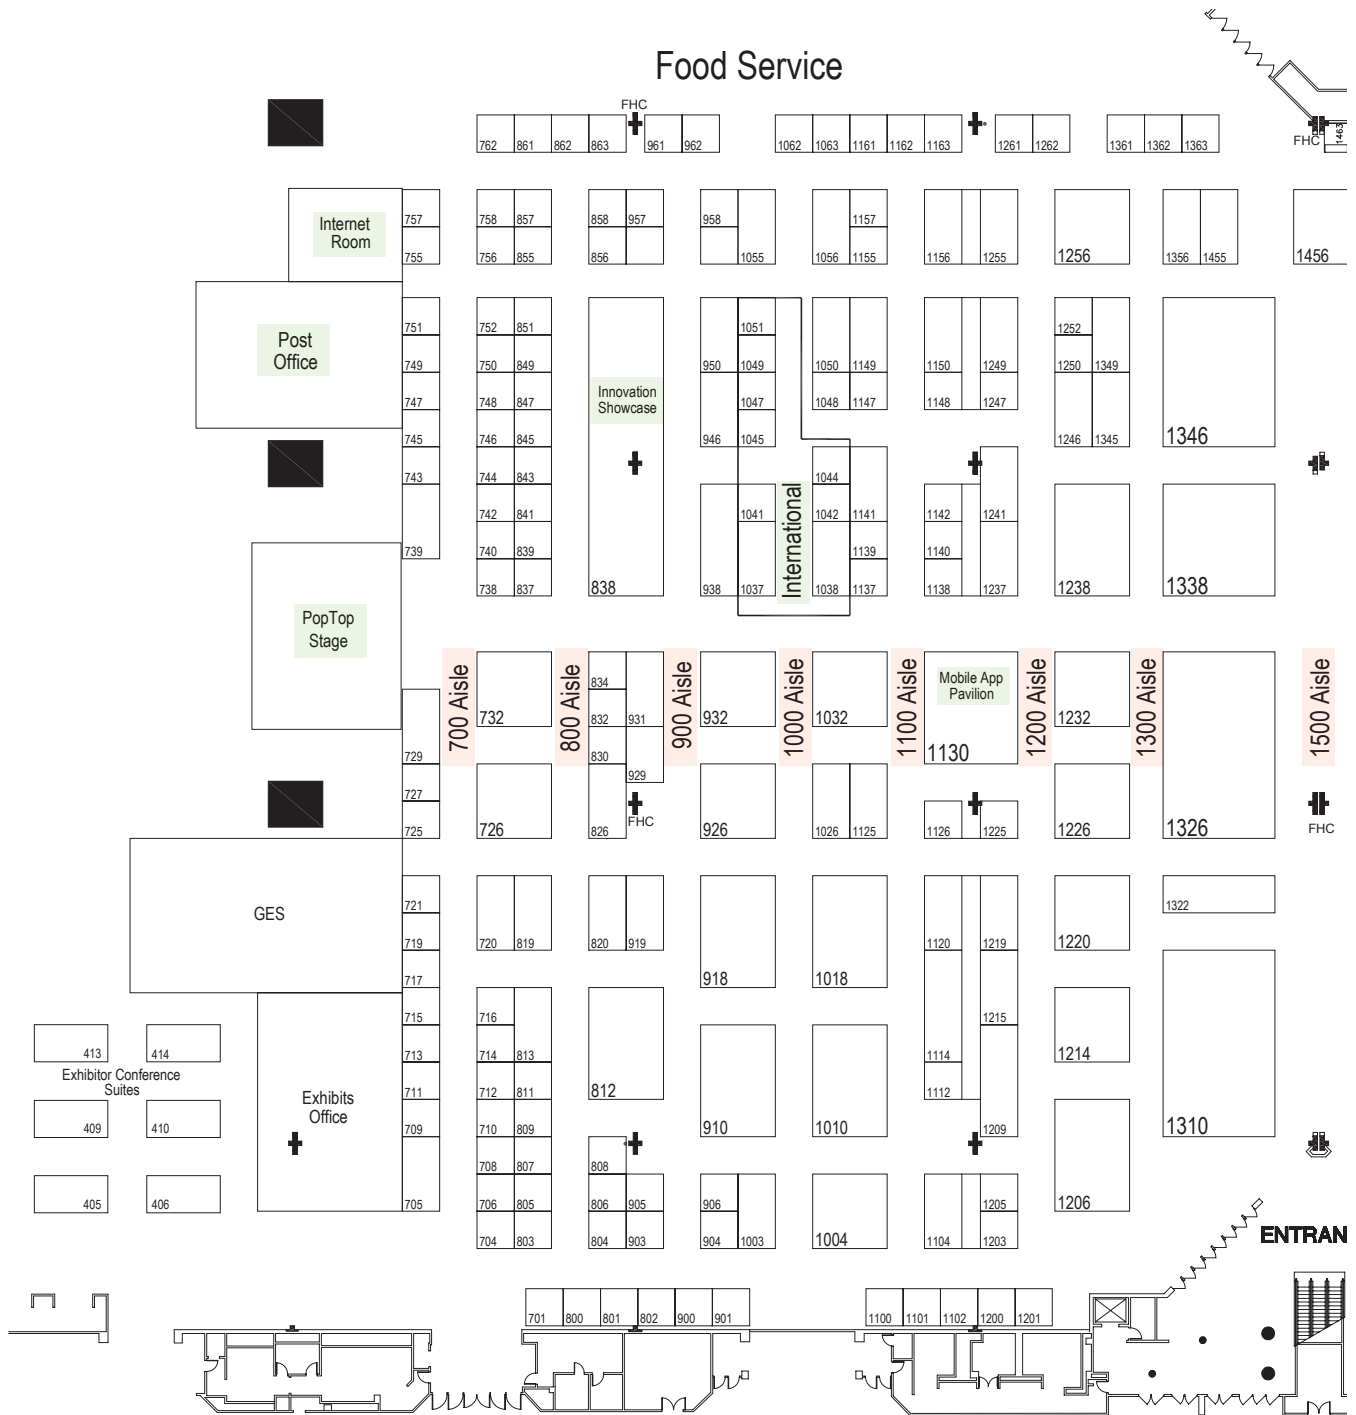 Food Service
FHC
762 861 862 863 961 962 1062 1063 1161 1162 1163 1261 1262 1361 1362 1363 FHC 1463
757 758 857 858 957 958 1157
Internet
Room
755 756 855 856 1055 1056 1155 1156 1255 1256 1356 1455 1456
751 752 851 1051 1252
Post
Office
749 750 849 950 1049 1050 1149 1150 1249 1250 1349
Innovation
Showcase
747 748 847 1047 1048 1147 1148 1247
745 746 845 946 1045 1246 1345 1346
743 744 843 1044
742 841 1041 1042 1141 1142 1241
International
739 740 839 1139 1140
738 837 838 938 1037 1038 1137 1138 1237 1238 1338
PopTop
Stage
700 Aisle 800 Aisle 900 Aisle 1000 Aisle 1100 Aisle 1200 Aisle 1300 Aisle 1500 Aisle
834
Mobile App
Pavilion
732 832 931 932 1032 1232
729 830 1130
929
727
FHC
725 726 826 926 1026 1125 1126 1225 1226 1326 FHC
721 1322
GES
719 720 819 820 919 1120 1219 1220
717 918 1018
715 716 1215
413 414 713 714 813 1114 1214
Exhibitor Conference
Suites
711 712 811 812 1112
Exhibits
Office
409 410 709 710 809 910 1010 1209 1310
708 807 808
405 406 705 706 805 806 905 906 1205 1206
704 803 804 903 904 1003 1004 1104 1203
ENTRAN
701 800 801 802 900 901 1100 1101 1102 1200 1201